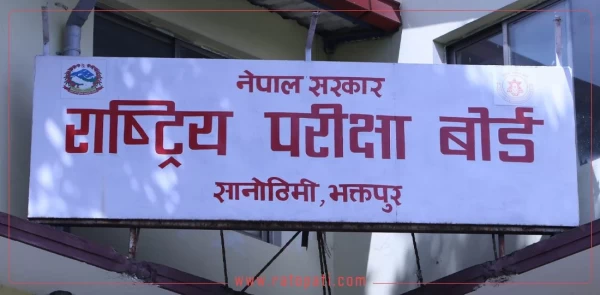 नेपाल सरकार
राष्ट्रिय परीक्षा बोर्ड
सानोठिमी, भक्तपुर
www.ratopati.com